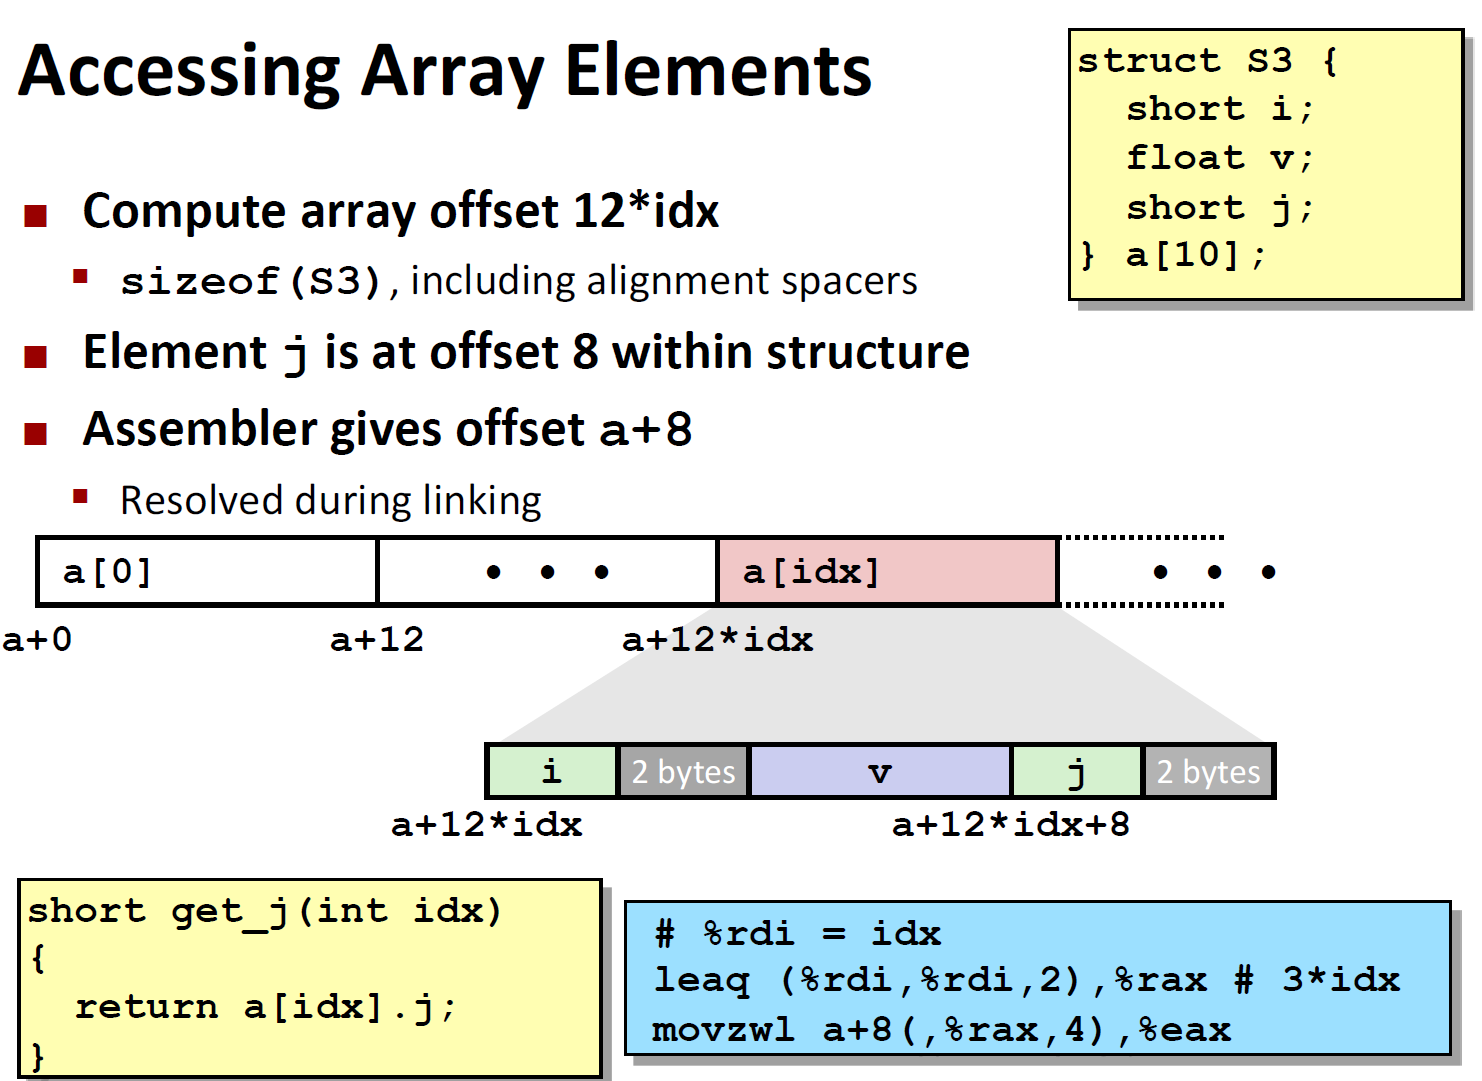 Accessing Array Elements
struct S3 {
short i;
float v;
short j;
} a[10];
Compute array offset 12*idx
sizeof(S3), including alignment spacers
Element j is at offset 8 within structure
Assembler gives offset a+8
Resolved during linking
a[0] • • • a[idx] • • •
a+0 a+12 a+12*idx
i 2 bytes v j 2 bytes
a+12*idx a+12*idx+8
short get_j(int idx)
{
return a[idx].j;
}
# %rdi = idx
leaq (%rdi,%rdi,2),%rax # 3*idx
movzwl a+8(,%rax,4),%eax